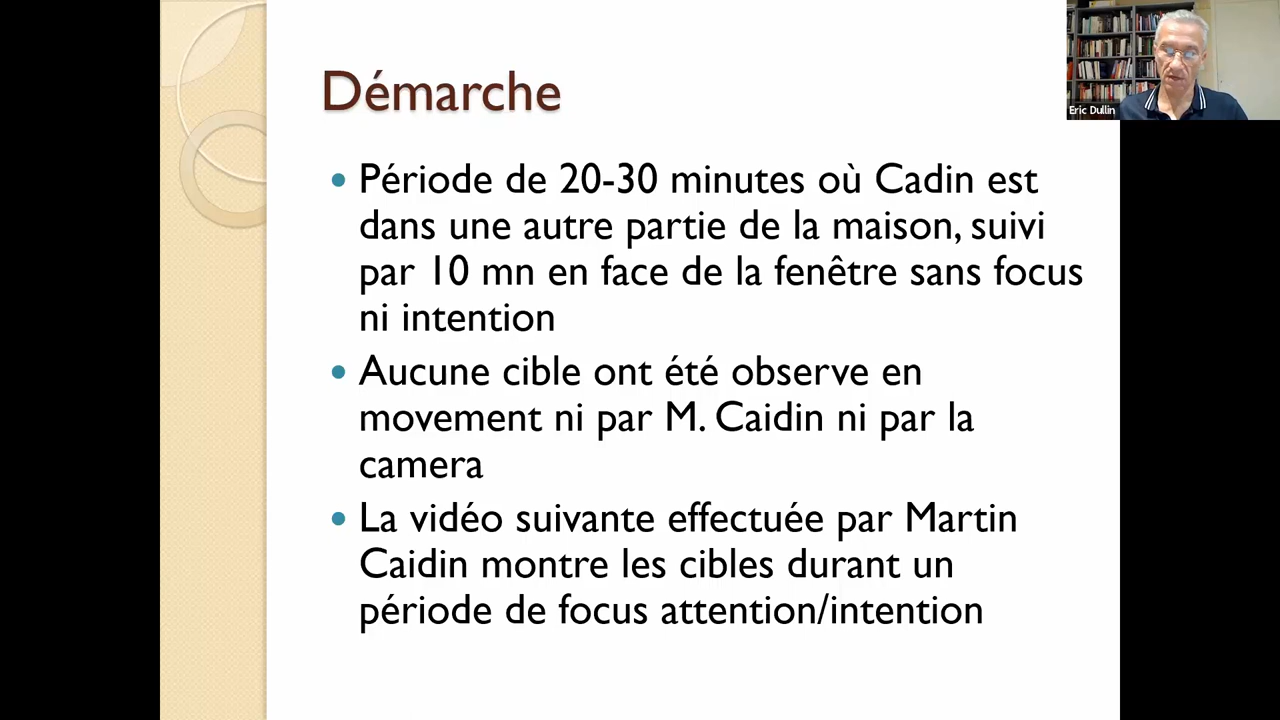 Démarche
Période de 20-30 minutes où Cadin est
dans une autre partie de la maison, suivi
par 10 mn en face de la fenêtre sans focus
ni intention
Aucune cible ont été observe en
movement ni par M. Caidin ni par la
camera
La vidéo suivante effectuée par Martin
Caidin montre les cibles durant un
période de focus attention/intention
Eric Dullin